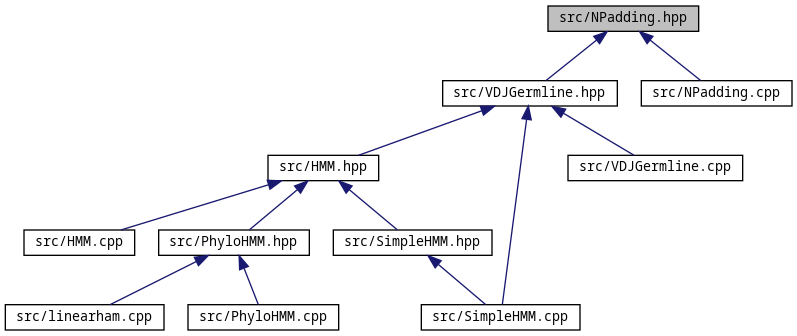 src/NPadding.hpp
src/VDJGermline.hpp
src/NPadding.cpp
src/HMM.hpp
src/VDJGermline.cpp
src/HMM.cpp
src/PhyloHMM.hpp
src/SimpleHMM.hpp
src/linearham.cpp
src/PhyloHMM.cpp
src/SimpleHMM.cpp